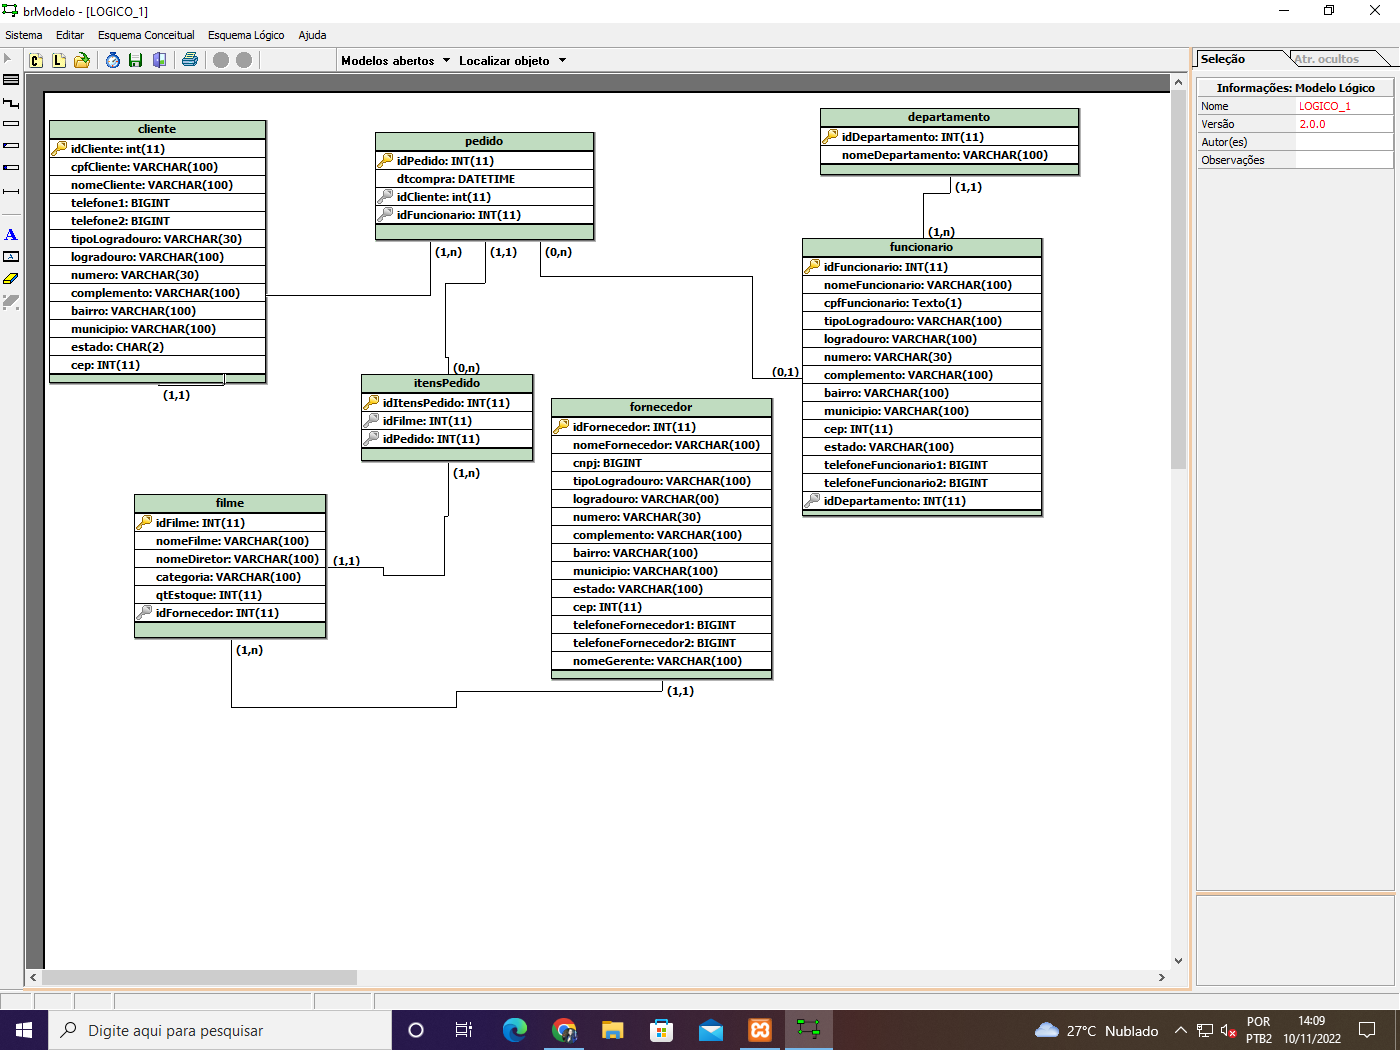 brModelo - [LOGICO_1]
Sistema Editar Esquema Conceitual Esquema Lógico Ajuda
Modelos abertos Localizar objeto
Seleção Atr. ocultos
Informações: Modelo Lógico
Nome LOGICO_1
Versão 2.0.0
Autor(es)
Observações
cliente
idCliente: int(11)
cpfCliente: VARCHAR(100)
nomeCliente: VARCHAR(100)
telefone1: BIGINT
telefone2: BIGINT
tipoLogradouro: VARCHAR(30)
logradouro: VARCHAR(100)
numero: VARCHAR(30)
complemento: VARCHAR(100)
bairro: VARCHAR(100)
municipio: VARCHAR(100)
estado: CHAR(2)
cep: INT(11)
(1,1)
pedido
idPedido: INT(11)
dtcompra: DATETIME
idCliente: int(11)
idFuncionario: INT(11)
(1,n) (1,1) (0,n)
departamento
idDepartamento: INT(11)
nomeDepartamento: VARCHAR(100)
(1,1)
(1,n)
funcionario
idFuncionario: INT(11)
nomeFuncionario: VARCHAR(100)
cpfFuncionario: Texto(1)
tipoLogradouro: VARCHAR(100)
logradouro: VARCHAR(100)
numero: VARCHAR(30)
complemento: VARCHAR(100)
bairro: VARCHAR(100)
municipio: VARCHAR(100)
cep: INT(11)
estado: VARCHAR(100)
telefoneFuncionario1: BIGINT
telefoneFuncionario2: BIGINT
idDepartamento: INT(11)
(0,1)
(0,n)
itensPedido
idItensPedido: INT(11)
idFilme: INT(11)
idPedido: INT(11)
(1,n)
fornecedor
idFornecedor: INT(11)
nomeFornecedor: VARCHAR(100)
cnpj: BIGINT
tipoLogradouro: VARCHAR(100)
logradouro: VARCHAR(00)
numero: VARCHAR(30)
complemento: VARCHAR(100)
bairro: VARCHAR(100)
municipio: VARCHAR(100)
estado: VARCHAR(100)
cep: INT(11)
telefoneFornecedor1: BIGINT
telefoneFornecedor2: BIGINT
nomeGerente: VARCHAR(100)
(1,1)
filme
idFilme: INT(11)
nomeFilme: VARCHAR(100)
nomeDiretor: VARCHAR(100)
categoria: VARCHAR(100)
qtEstoque: INT(11)
idFornecedor: INT(11)
(1,1)
(1,n)
Digite aqui para pesquisar
27°C Nublado
POR
PTB2
14:09
10/11/2022